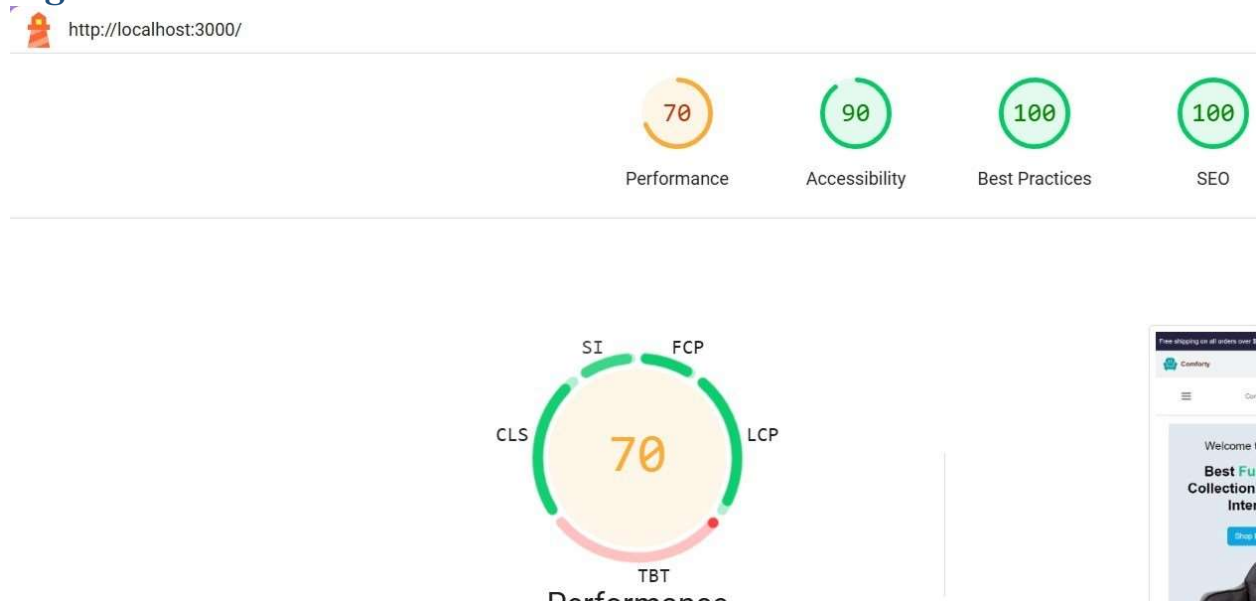 http://localhost:3000/
70
90
100
100
Performance
Accessibility
Best Practices
SEO
SI
FCP
CLS
LCP
70
TBT
Performance
Free shipping on all orders over
Comforty
Welcome
Best Fu
Collection
Inter
Shop